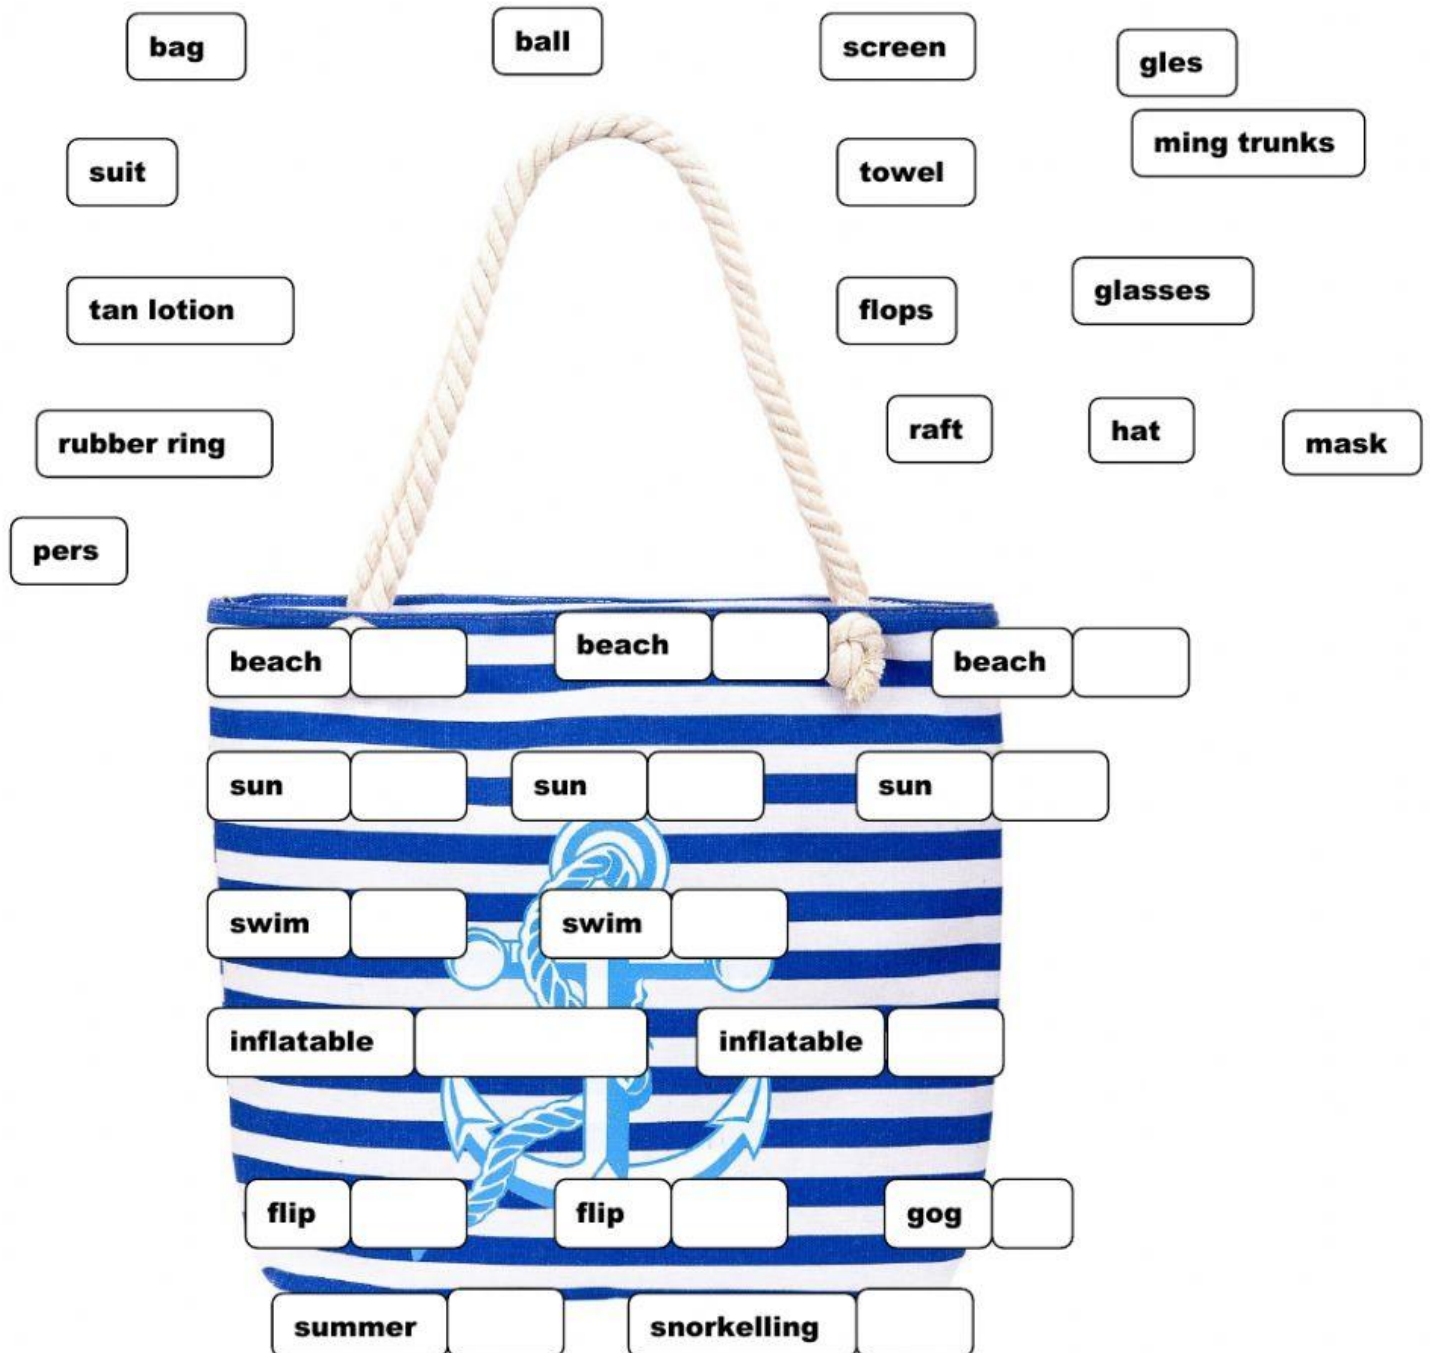 bag
ball
screen
gles
ming trunks
suit
towel
tan lotion
flops
glasses
rubber ring
raft
hat
mask
pers
beach
beach
beach
sun
sun
sun
swim
swim
inflatable
inflatable
flip
flip
gog
summer
snorkelling